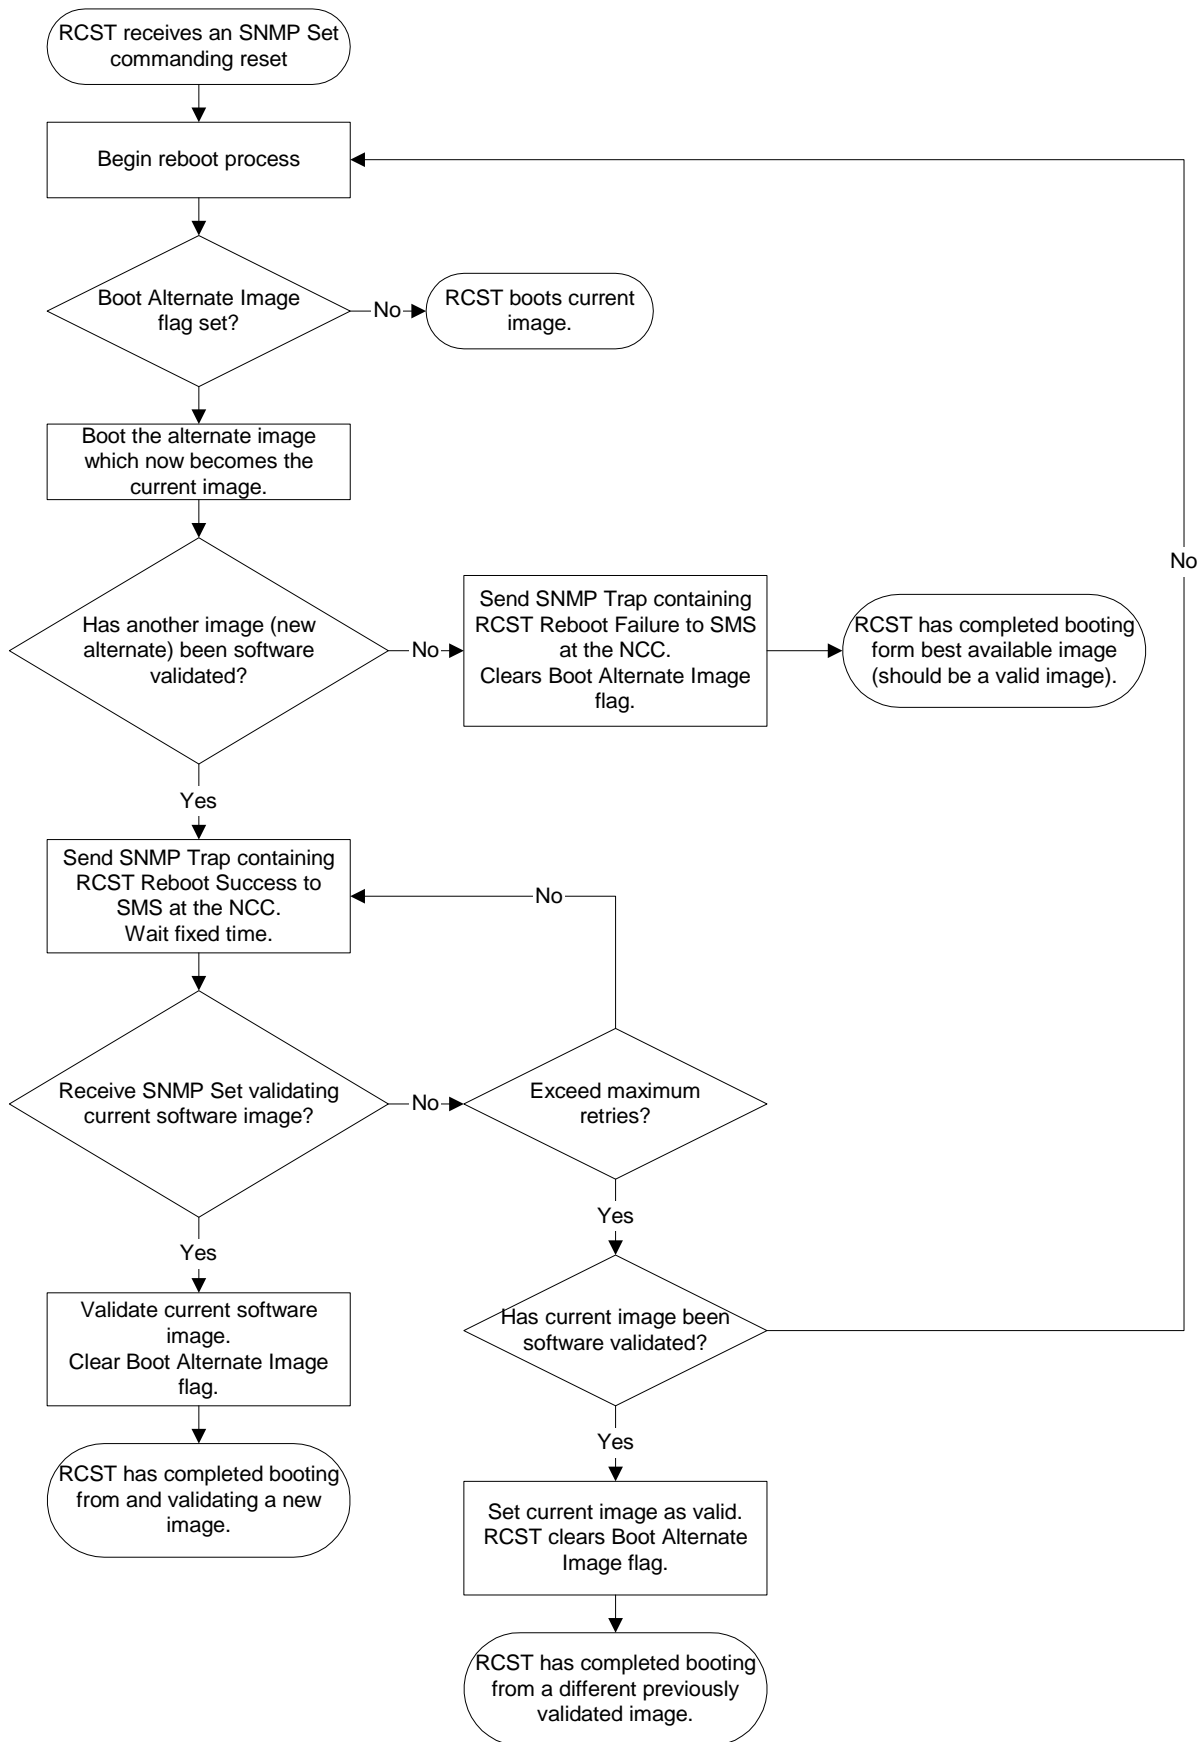 RCST receives an SNMP Set
commanding reset
Begin reboot process
Boot Alternate Image
flag set?
No
RCST boots current
image.
Boot the alternate image
which now becomes the
current image.
No
Has another image (new
alternate) been software
validated?
No
Send SNMP Trap containing
RCST Reboot Failure to SMS
at the NCC.
Clears Boot Alternate Image
flag.
RCST has completed booting
form best available image
(should be a valid image).
Yes
Send SNMP Trap containing
RCST Reboot Success to
SMS at the NCC.
Wait fixed time.
No
Receive SNMP Set validating
current software image?
No
Exceed maximum
retries?
Yes
Yes
Validate current software
image.
Clear Boot Alternate Image
flag.
Has current image been
software validated?
Yes
RCST has completed booting
from and validating a new
image.
Set current image as valid.
RCST clears Boot Alternate
Image flag.
RCST has completed booting
from a different previously
validated image.